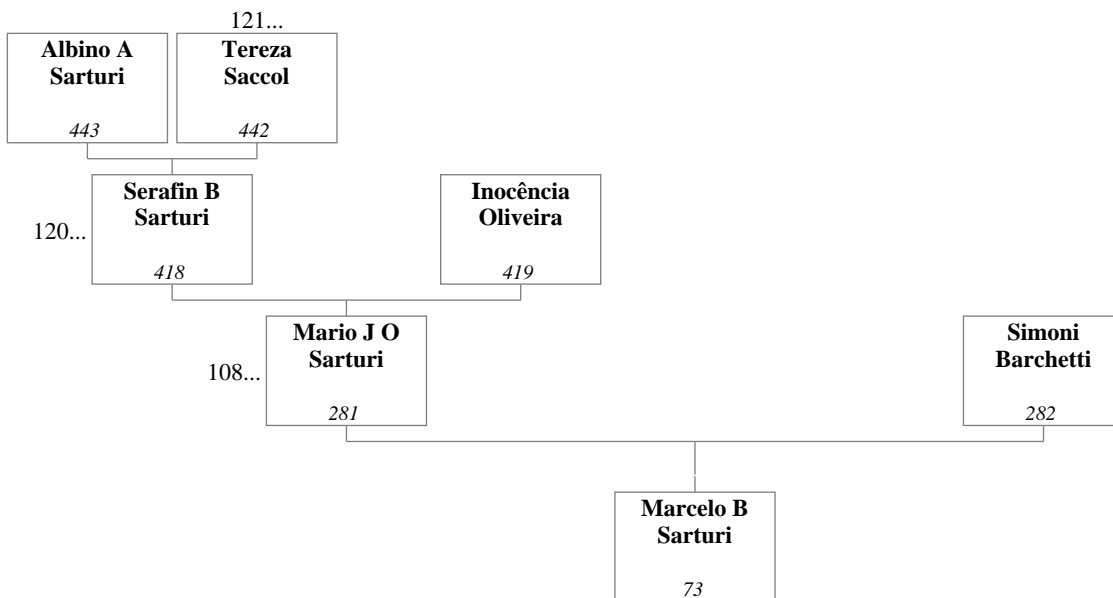 121...
Albino A
Sarturi
443
Tereza
Saccol
442
120...
Serafin B
Sarturi
418
Inocência
Oliveira
419
108...
Mario J O
Sarturi
281
Simoni
Barchetti
282
Marcelo B
Sarturi
73